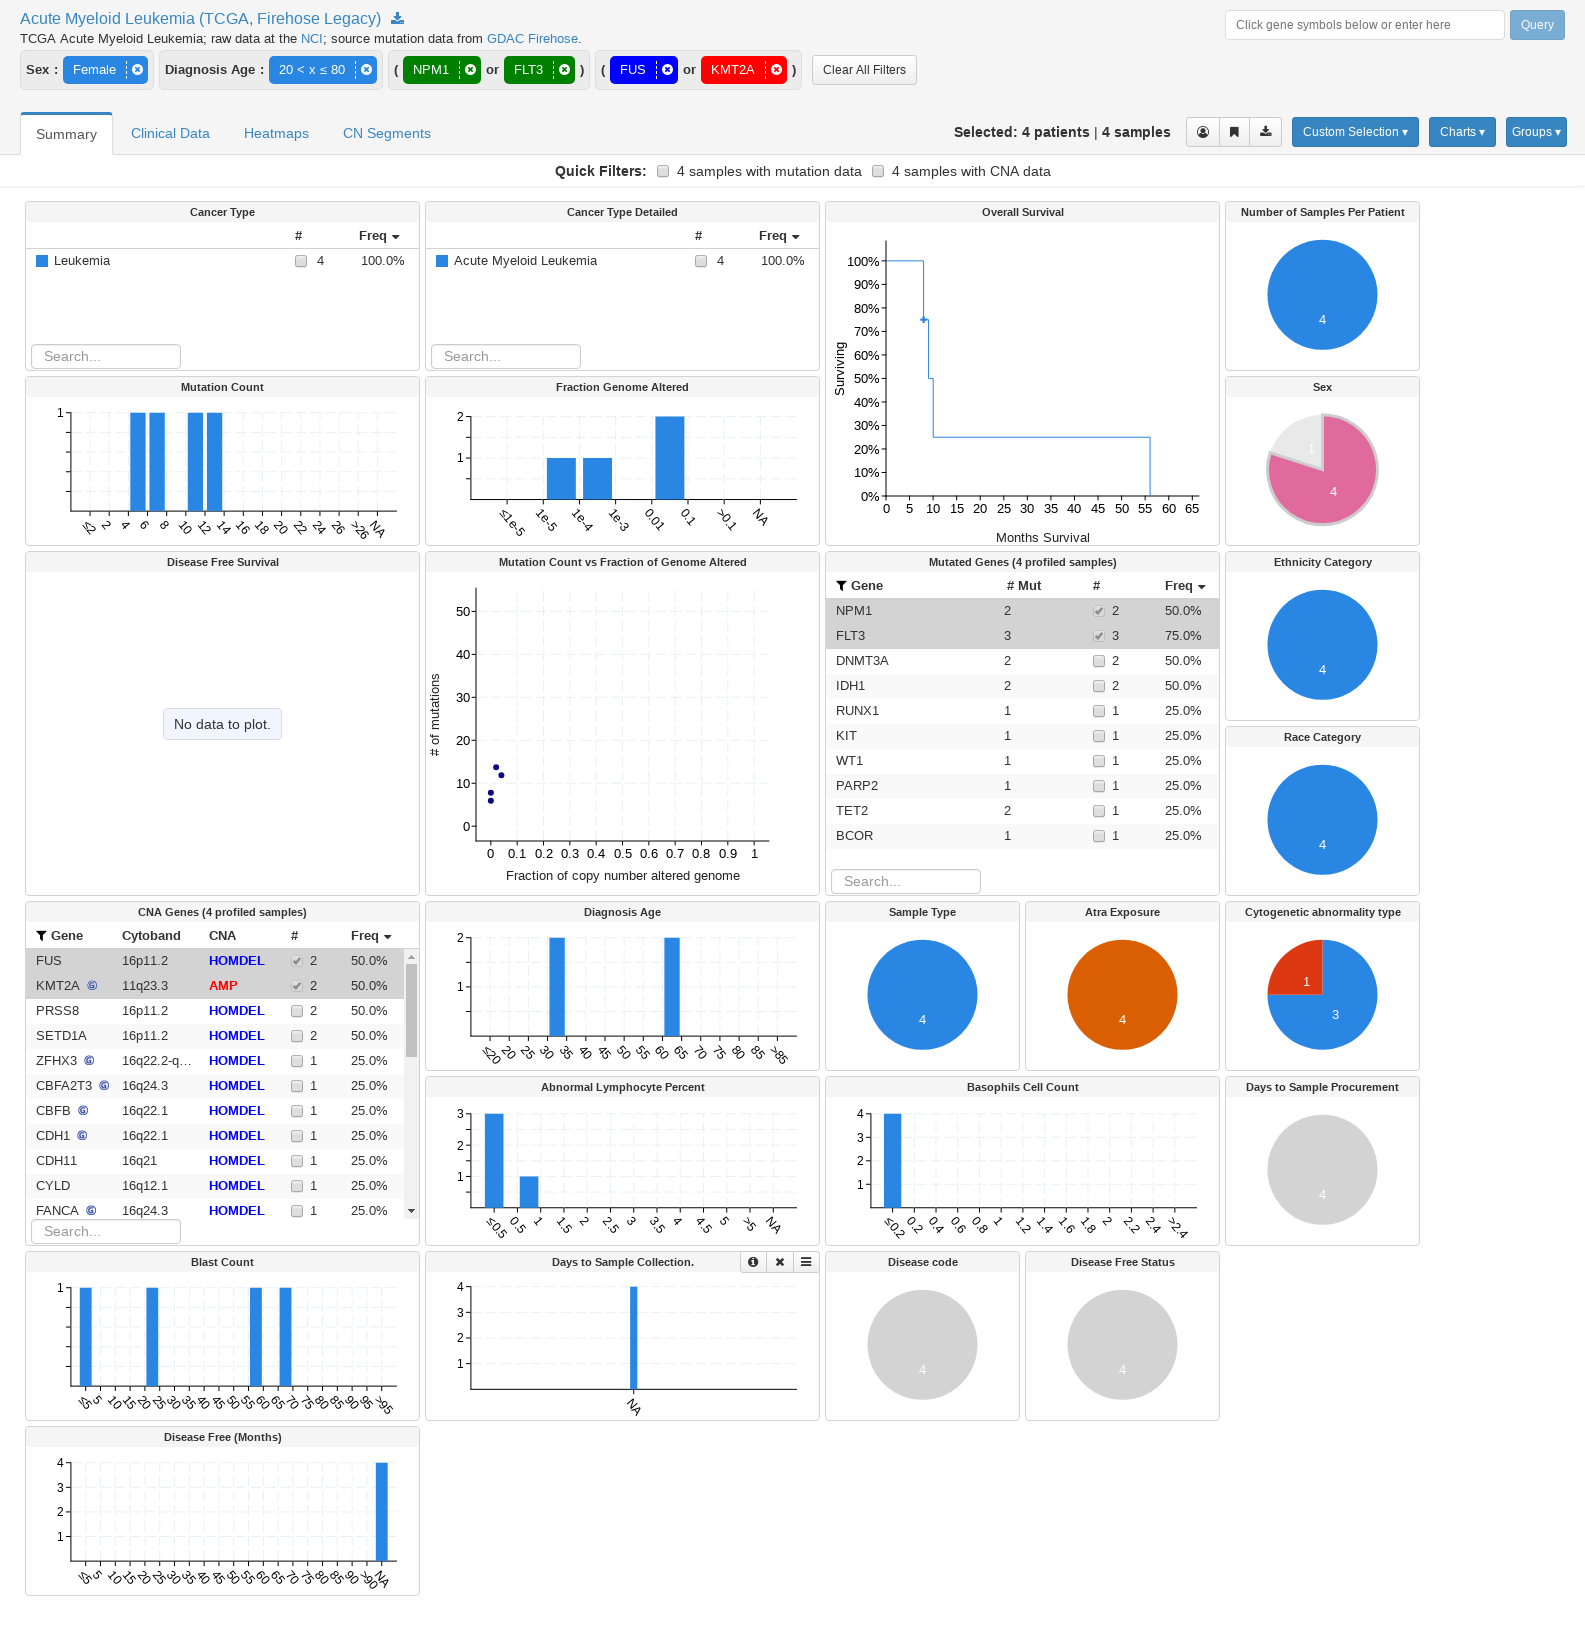 Acute Myeloid Leukemia (TCGA, Firehose Legacy)
TCGA Acute Myeloid Leukemia; raw data at the NCI; source mutation data from GDAC Firehose.
Click gene symbols below or enter here Query
Sex : Female Diagnosis Age : 20 < x ≤ 80 ( NPM1 or FLT3 ) ( FUS or KMT2A ) Clear All Filters
Summary Clinical Data Heatmaps CN Segments
Selected: 4 patients | 4 samples Custom Selection ▾ Charts ▾ Groups ▾
Quick Filters: 4 samples with mutation data 4 samples with CNA data
Cancer Type
# Freq
Leukemia 4 100.0%
Search...
Cancer Type Detailed
# Freq
Acute Myeloid Leukemia 4 100.0%
Search...
Overall Survival
100%
90%
80%
70%
60%
50%
40%
30%
20%
10%
0%
Surviving
0 5 10 15 20 25 30 35 40 45 50 55 60 65
Months Survival
Number of Samples Per Patient
4
Mutation Count
1
≤2 2 4 6 8 10 12 14 16 18 20 22 24 26 >26 NA
Fraction Genome Altered
2
1
≤1e-5 1e-5 1e-4 1e-3 0.01 0.1 >0.1 NA
Sex
1
4
Disease Free Survival
No data to plot.
Mutation Count vs Fraction of Genome Altered
50
40
30
20
10
0
# of mutations
0 0.1 0.2 0.3 0.4 0.5 0.6 0.7 0.8 0.9 1
Fraction of copy number altered genome
Mutated Genes (4 profiled samples)
Gene # Mut # Freq
NPM1 2 2 50.0%
FLT3 3 3 75.0%
DNMT3A 2 2 50.0%
IDH1 2 2 50.0%
RUNX1 1 1 25.0%
KIT 1 1 25.0%
WT1 1 1 25.0%
PARP2 1 1 25.0%
TET2 2 1 25.0%
BCOR 1 1 25.0%
Search...
Ethnicity Category
4
Race Category
4
CNA Genes (4 profiled samples)
Gene Cytoband CNA # Freq
FUS 16p11.2 HOMDEL 2 50.0%
KMT2A G 11q23.3 AMP 2 50.0%
PRSS8 16p11.2 HOMDEL 2 50.0%
SETD1A 16p11.2 HOMDEL 2 50.0%
ZFHX3 G 16q22.2-q... HOMDEL 1 25.0%
CBFA2T3 G 16q24.3 HOMDEL 1 25.0%
CBFB G 16q22.1 HOMDEL 1 25.0%
CDH1 G 16q22.1 HOMDEL 1 25.0%
CDH11 16q21 HOMDEL 1 25.0%
CYLD 16q12.1 HOMDEL 1 25.0%
FANCA G 16q24.3 HOMDEL 1 25.0%
Search...
Diagnosis Age
2
1
≤20 20 25 30 35 40 45 50 55 60 65 70 75 80 85 >85
Sample Type
4
Atra Exposure
4
Cytogenetic abnormality type
1
3
Abnormal Lymphocyte Percent
3
2
1
≤0.5 0.5 1 1.5 2 2.5 3 3.5 4 4.5 5 >5 NA
Basophils Cell Count
4
3
2
1
≤0.2 0.2 0.4 0.6 0.8 1 1.2 1.4 1.6 1.8 2 2.2 2.4 >2.4
Days to Sample Procurement
4
Blast Count
1
≤5 5 10 15 20 25 30 35 40 45 50 55 60 65 70 75 80 85 90 95 >95
Days to Sample Collection.
4
3
2
1
NA
Disease code
4
Disease Free Status
4
Disease Free (Months)
4
3
2
1
≤5 5 10 15 20 25 30 35 40 45 50 55 60 65 70 75 80 85 90 >90 NA